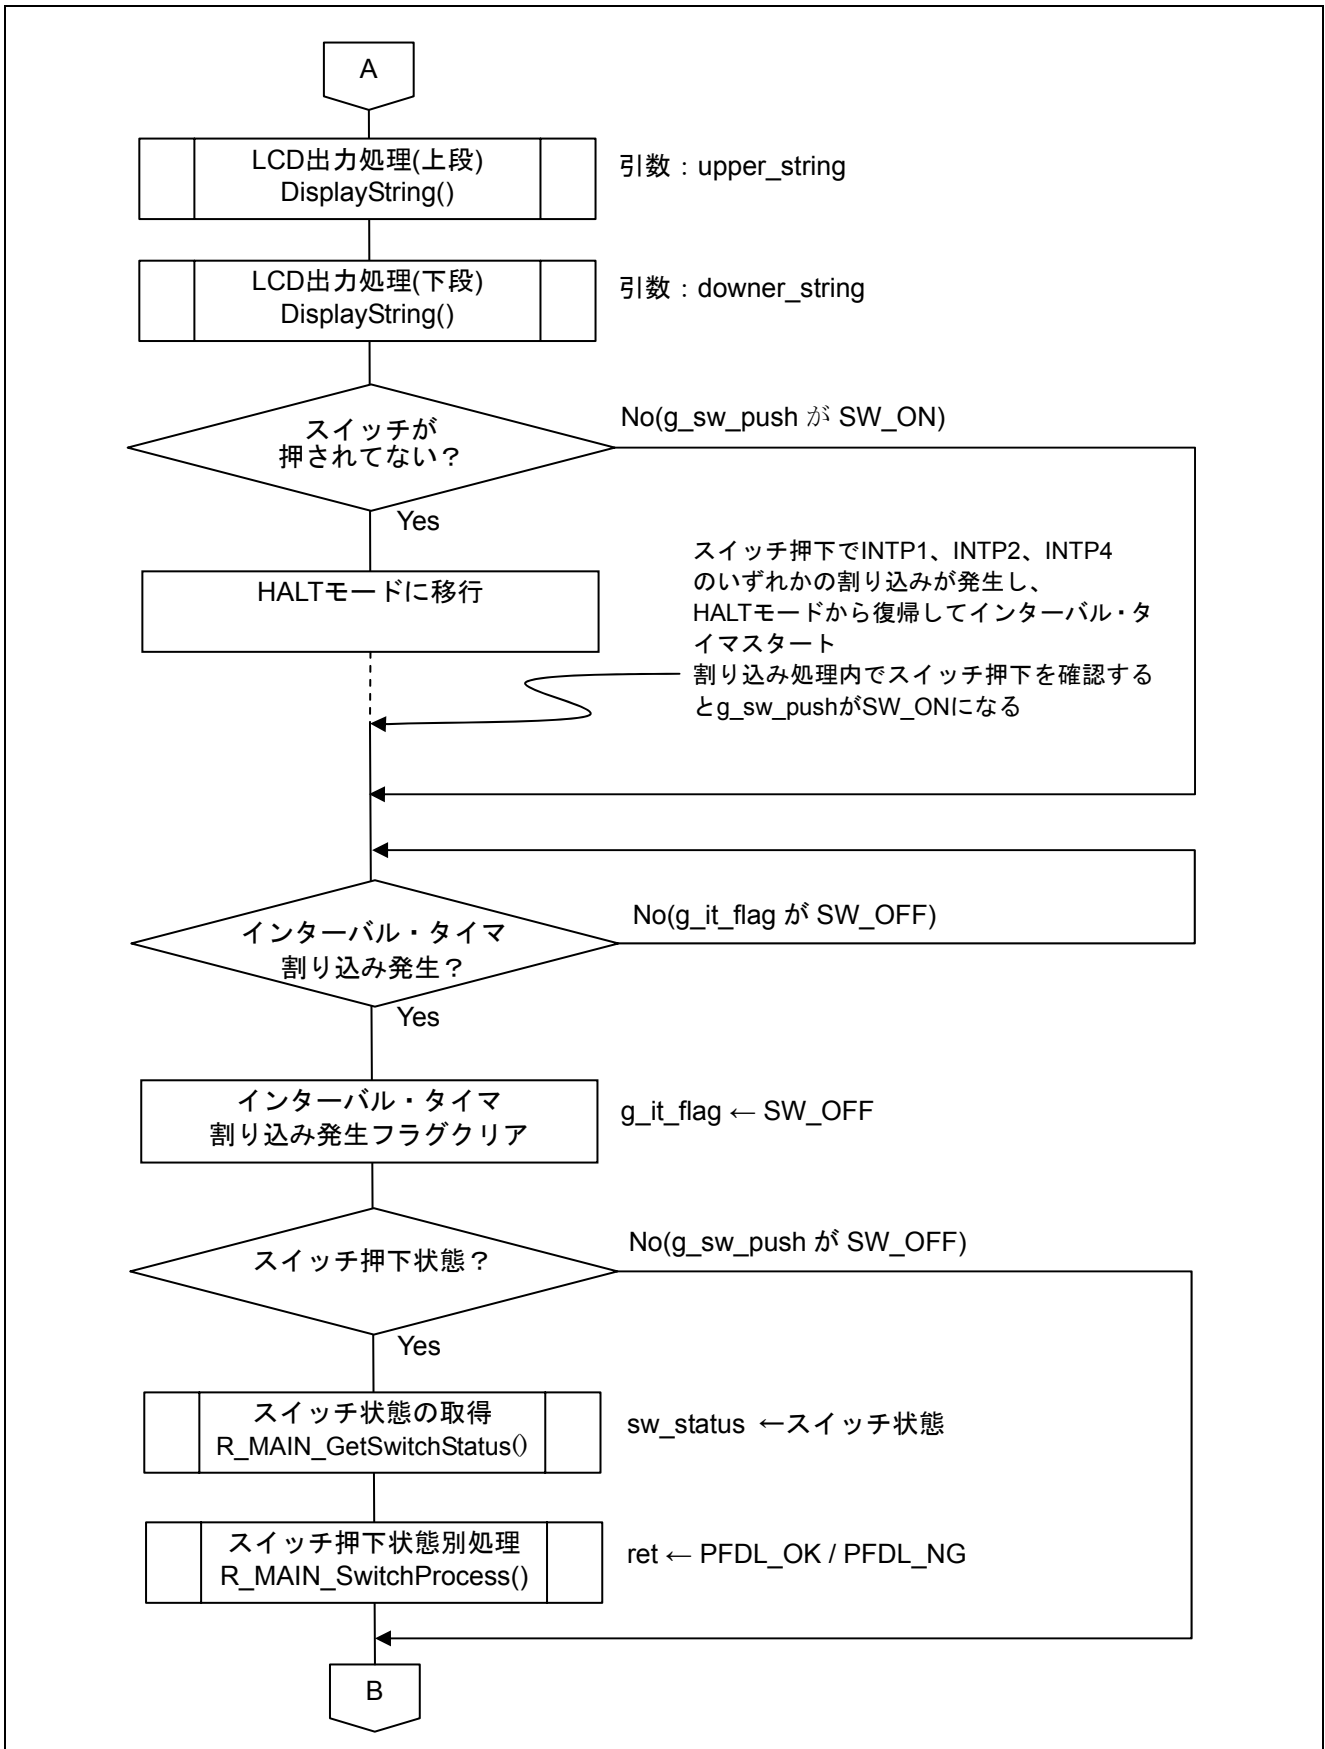 A
LCD出力処理(上段)
DisplayString()
引数：upper_string
LCD出力処理(下段)
DisplayString()
引数：downer_string
スイッチが
押されてない？
No(g_sw_push が SW_ON)
Yes
HALTモードに移行
スイッチ押下でINTP1、INTP2、INTP4
のいずれかの割り込みが発生し、
HALTモードから復帰してインターバル・タ
イマスタート
割り込み処理内でスイッチ押下を確認する
とg_sw_pushがSW_ONになる
インターバル・タイマ
割り込み発生？
No(g_it_flag が SW_OFF)
Yes
インターバル・タイマ
割り込み発生フラグクリア
g_it_flag ← SW_OFF
スイッチ押下状態？
No(g_sw_push が SW_OFF)
Yes
スイッチ状態の取得
R_MAIN_GetSwitchStatus()
sw_status ←スイッチ状態
スイッチ押下状態別処理
R_MAIN_SwitchProcess()
ret ← PFDL_OK / PFDL_NG
B